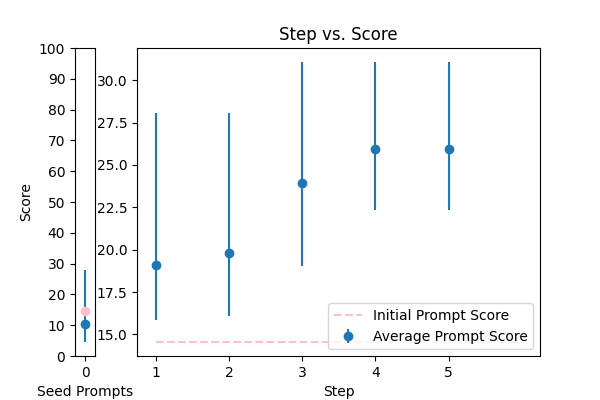 Step vs. Score
Score
100
90
80
70
60
50
40
30
20
10
0
0
Seed Prompts
30.0
27.5
25.0
22.5
20.0
17.5
15.0
Initial Prompt Score
Average Prompt Score
1 2 3 4 5
Step